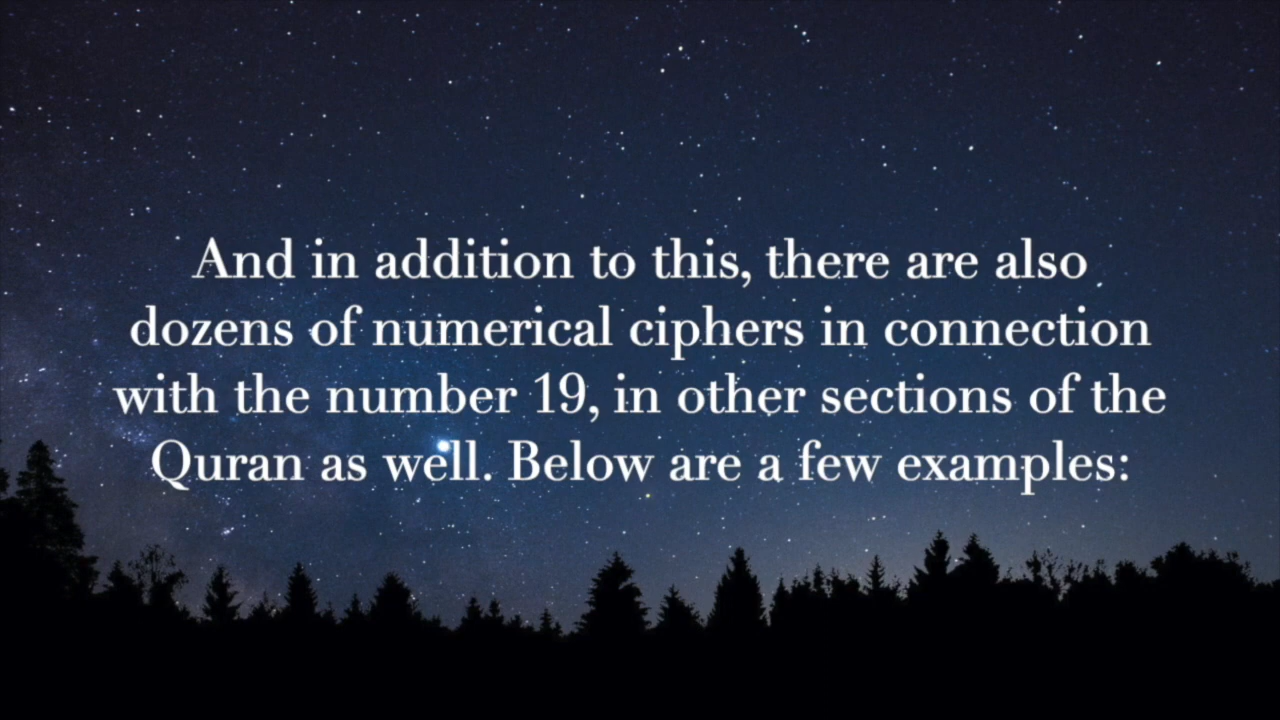 And in addition to this, there are also
dozens of numerical ciphers in connection
with the number 19, in other sections of the
Quran as well. Below are a few examples: